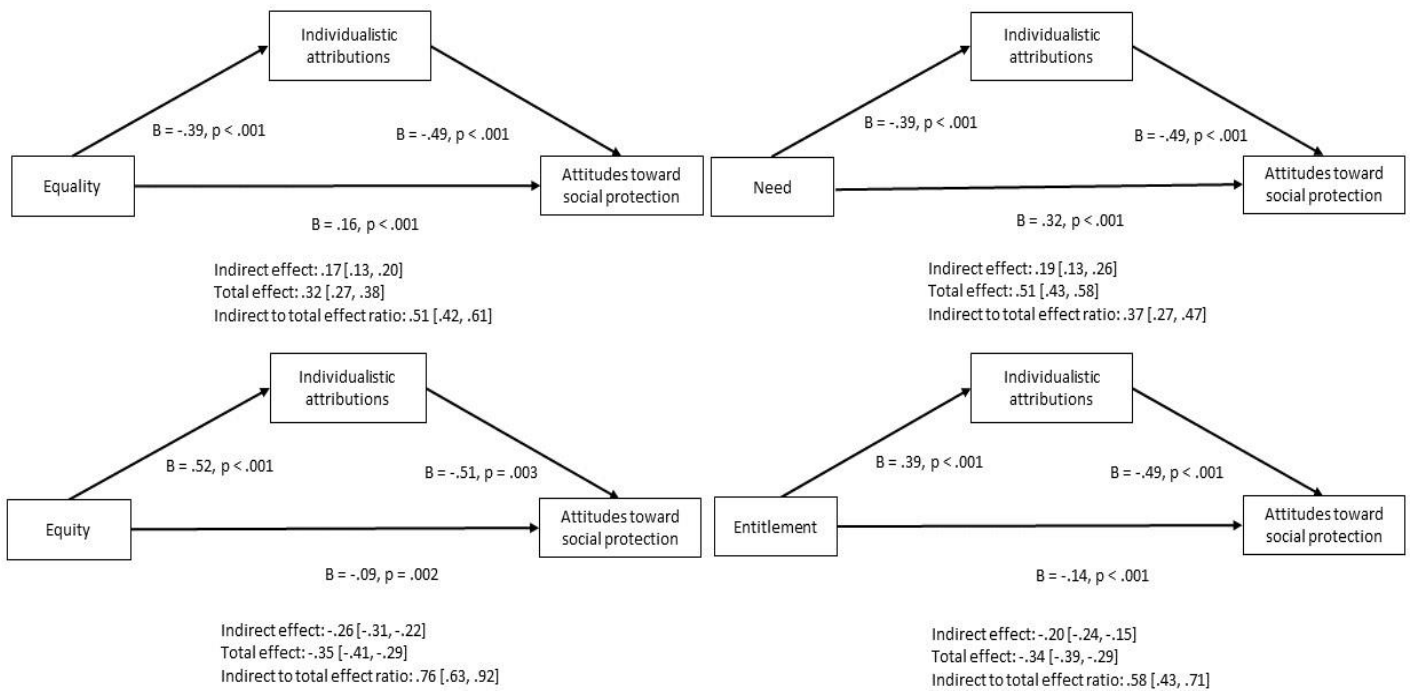 Individualistic
attributions
B = -.39, p < .001
B = -.49, p < .001
Equality
Attitudes toward
social protection
B = .16, p < .001
Indirect effect: .17 [.13, .20]
Total effect: .32 [.27, .38]
Indirect to total effect ratio: .51 [.42, .61]
Individualistic
attributions
B = -.39, p < .001
B = -.49, p < .001
Need
Attitudes toward
social protection
B = .32, p < .001
Indirect effect: .19 [.13, .26]
Total effect: .51 [.43, .58]
Indirect to total effect ratio: .37 [.27, .47]
Individualistic
attributions
B = .52, p < .001
B = -.51, p = .003
Equity
Attitudes toward
social protection
B = -.09, p = .002
Indirect effect: -.26 [-.31, -.22]
Total effect: -.35 [-.41, -.29]
Indirect to total effect ratio: .76 [.63, .92]
Individualistic
attributions
B = .39, p < .001
B = -.49, p < .001
Entitlement
Attitudes toward
social protection
B = -.14, p < .001
Indirect effect: -.20 [-.24, -.15]
Total effect: -.34 [-.39, -.29]
Indirect to total effect ratio: .58 [.43, .71]